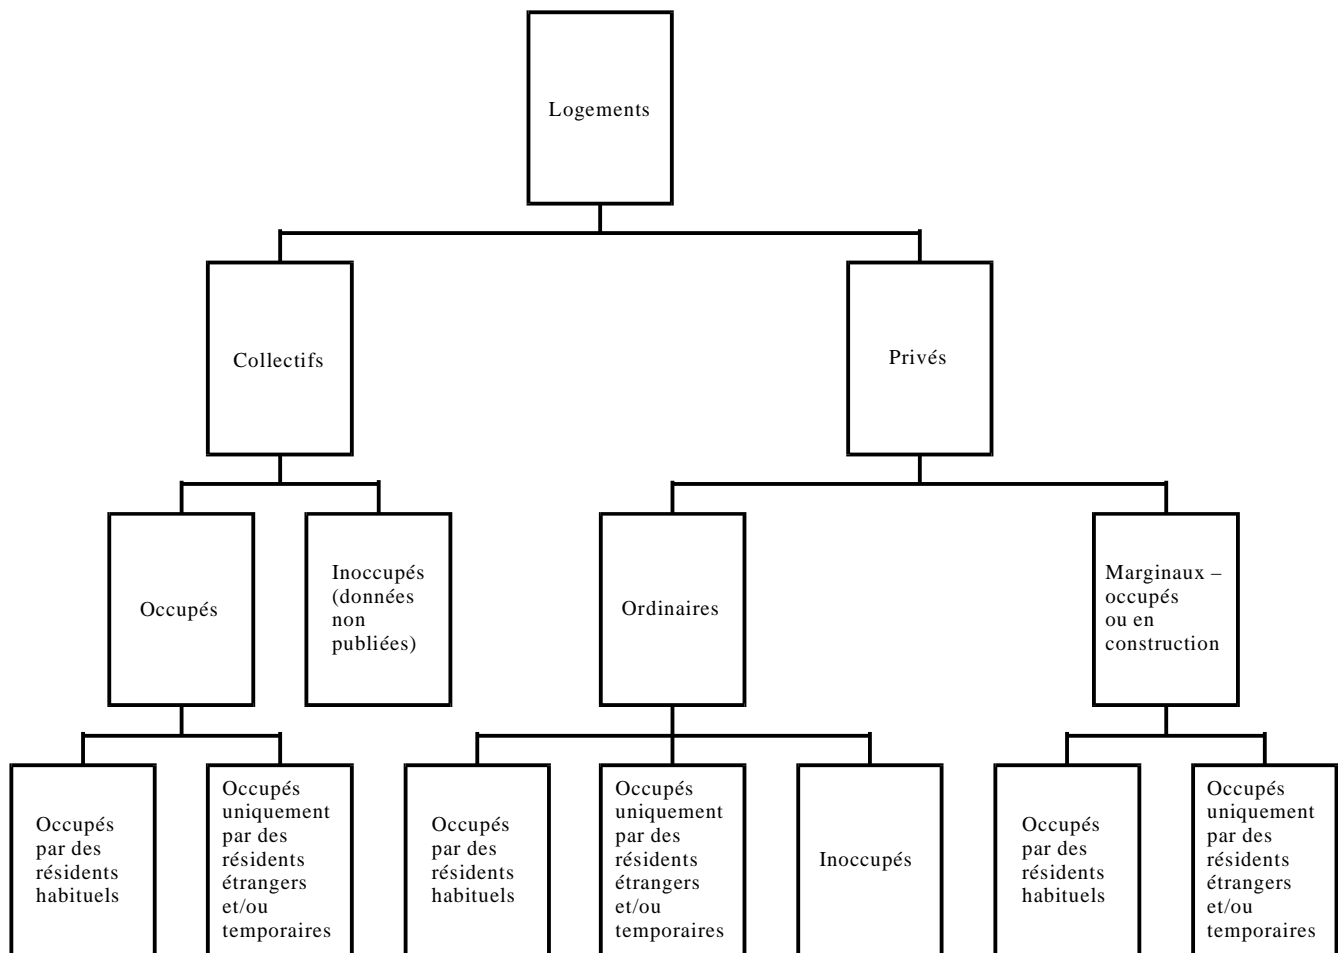 Logements
Collectifs
Privés
Occupés
Inoccupés
(données
non
publiées)
Ordinaires
Marginaux –
occupés
ou en
construction
Occupés
par des
résidents
habituels
Occupés
uniquement
par des
résidents
étrangers
et/ou
temporaires
Occupés
par des
résidents
habituels
Occupés
uniquement
par des
résidents
étrangers
et/ou
temporaires
Inoccupés
Occupés
par des
résidents
habituels
Occupés
uniquement
par des
résidents
étrangers
et/ou
temporaires